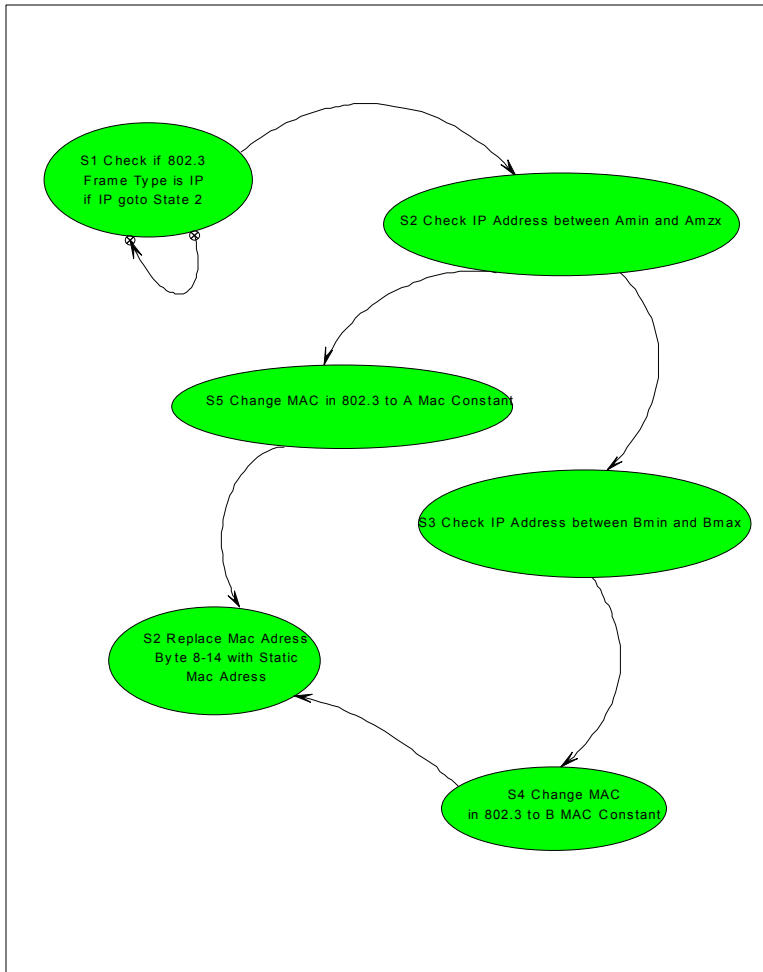 S1 Check if 802.3
Frame Type is IP
if IP goto State 2
S2 Check IP Address between Amin and Amzx
S5 Change MAC in 802.3 to A Mac Constant
S3 Check IP Address between Bmin and Bmax
S2 Replace Mac Adress
Byte 8-14 with Static
Mac Adress
S4 Change MAC
in 802.3 to B MAC Constant